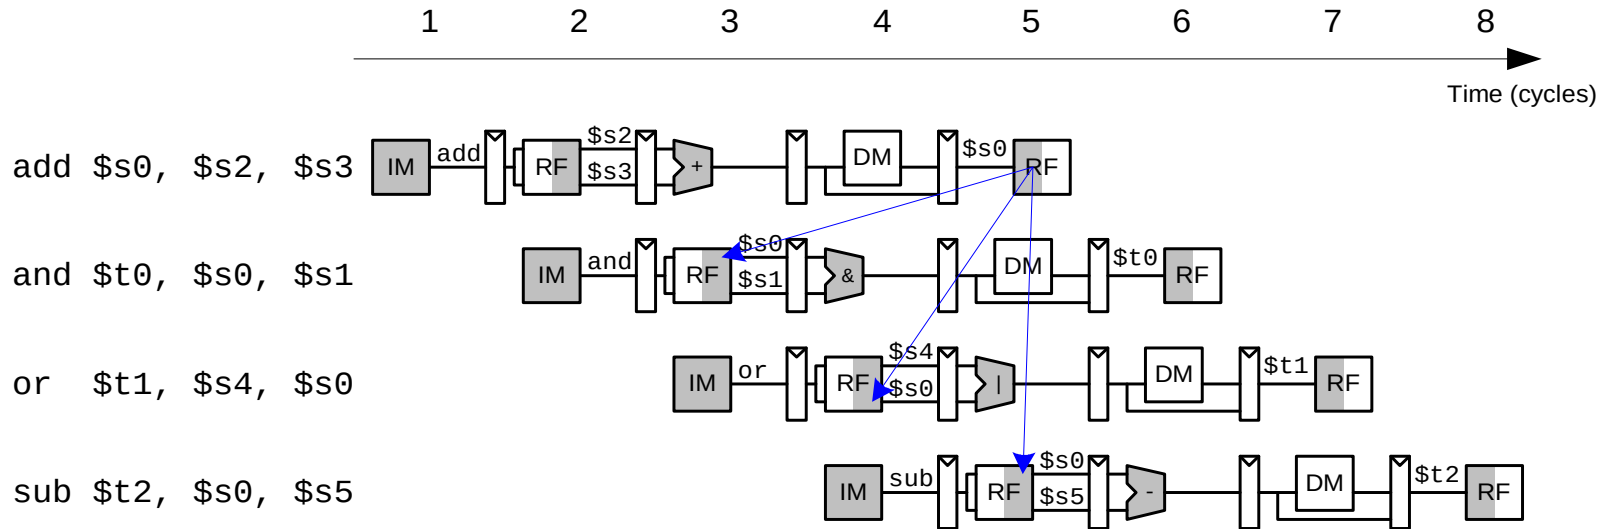 1 2 3 4 5 6 7 8
Time (cycles)
add $s0, $s2, $s3 IM add RF $s2 $s3 + DM $s0 RF
and $t0, $s0, $s1 IM and RF $s0 $s1 & DM $t0 RF
or $t1, $s4, $s0 IM or RF $s4 $s0 | DM $t1 RF
sub $t2, $s0, $s5 IM sub RF $s0 $s5 - DM $t2 RF